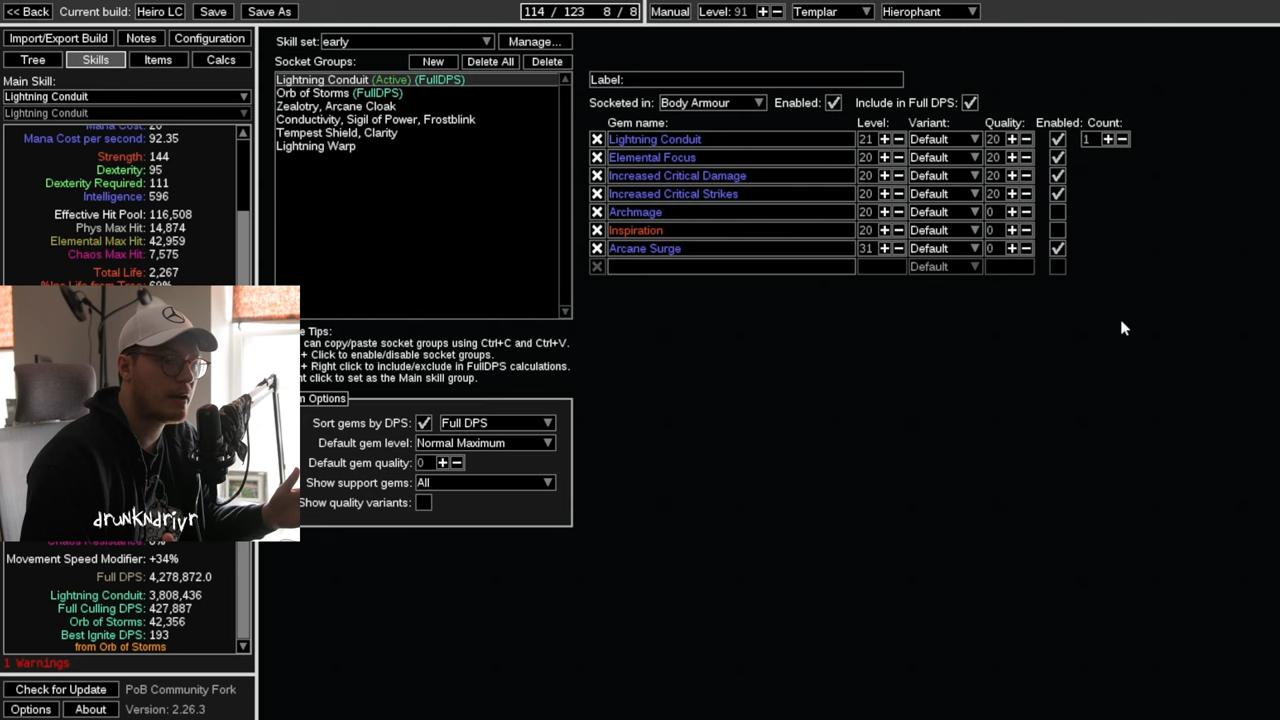 << Back Current build: Heiro LC Save Save As 114 / 123 8 / 8 Manual Level: 91 Templar Hierophant
Import/Export Build Notes Configuration
Tree Skills Items Calcs
Main Skill:
Lightning Conduit
Lightning Conduit
Mana Cost: 20
Mana Cost per second: 92.35
Strength: 144
Dexterity: 95
Dexterity Required: 111
Intelligence: 596
Effective Hit Pool: 116,508
Phys Max Hit: 14,874
Elemental Max Hit: 42,959
Chaos Max Hit: 7,575
Total Life: 2,267
%Inc Life from Tree: 69%
drunkndrivr
Movement Speed Modifier: +34%
Full DPS: 4,278,872.0
Lightning Conduit: 3,808,436
Full Culling DPS: 427,887
Orb of Storms: 42,356
Best Ignite DPS: 193
from Orb of Storms
1 Warnings
Check for Update PoB Community Fork
Options About Version: 2.26.3
Skill set: early Manage...
Socket Groups: New Delete All Delete
Lightning Conduit (Active) (FullDPS)
Orb of Storms (FullDPS)
Zealotry, Arcane Cloak
Conductivity, Sigil of Power, Frostblink
Tempest Shield, Clarity
Lightning Warp
Tips:
can copy/paste socket groups using Ctrl+C and Ctrl+V.
+ Click to enable/disable socket groups.
+ Right click to include/exclude in FullDPS calculations.
click to set as the Main skill group.
Options
Sort gems by DPS: Full DPS
Default gem level: Normal Maximum
Default gem quality: 0
Show support gems: All
Show quality variants:
Label:
Socketed in: Body Armour Enabled: Include in Full DPS:
Gem name: Level: Variant: Quality: Enabled: Count:
Lightning Conduit 21 Default 20 1
Elemental Focus 20 Default 20
Increased Critical Damage 20 Default 20
Increased Critical Strikes 20 Default 20
Archmage 20 Default 0
Inspiration 20 Default 0
Arcane Surge 31 Default 0
Default